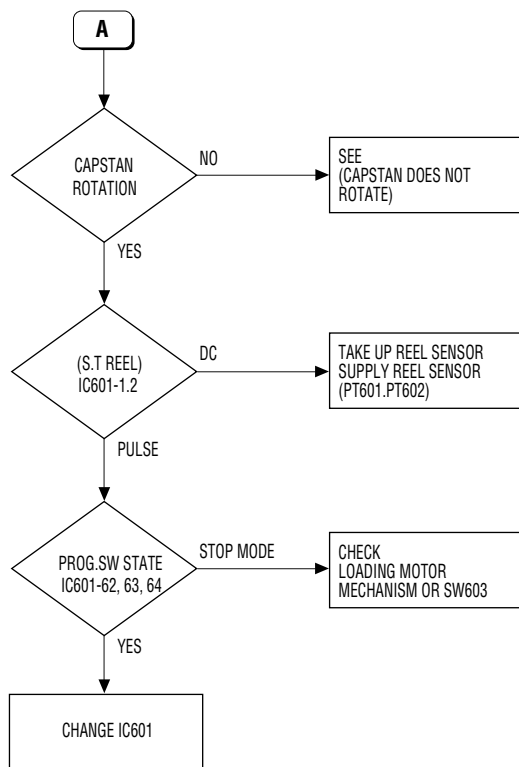 A
CAPSTAN
ROTATION
NO
SEE
(CAPSTAN DOES NOT
ROTATE)
YES
(S.T REEL)
IC601-1.2
DC
TAKE UP REEL SENSOR
SUPPLY REEL SENSOR
(PT601.PT602)
PULSE
PROG.SW STATE
IC601-62, 63, 64
STOP MODE
CHECK
LOADING MOTOR
MECHANISM OR SW603
YES
CHANGE IC601